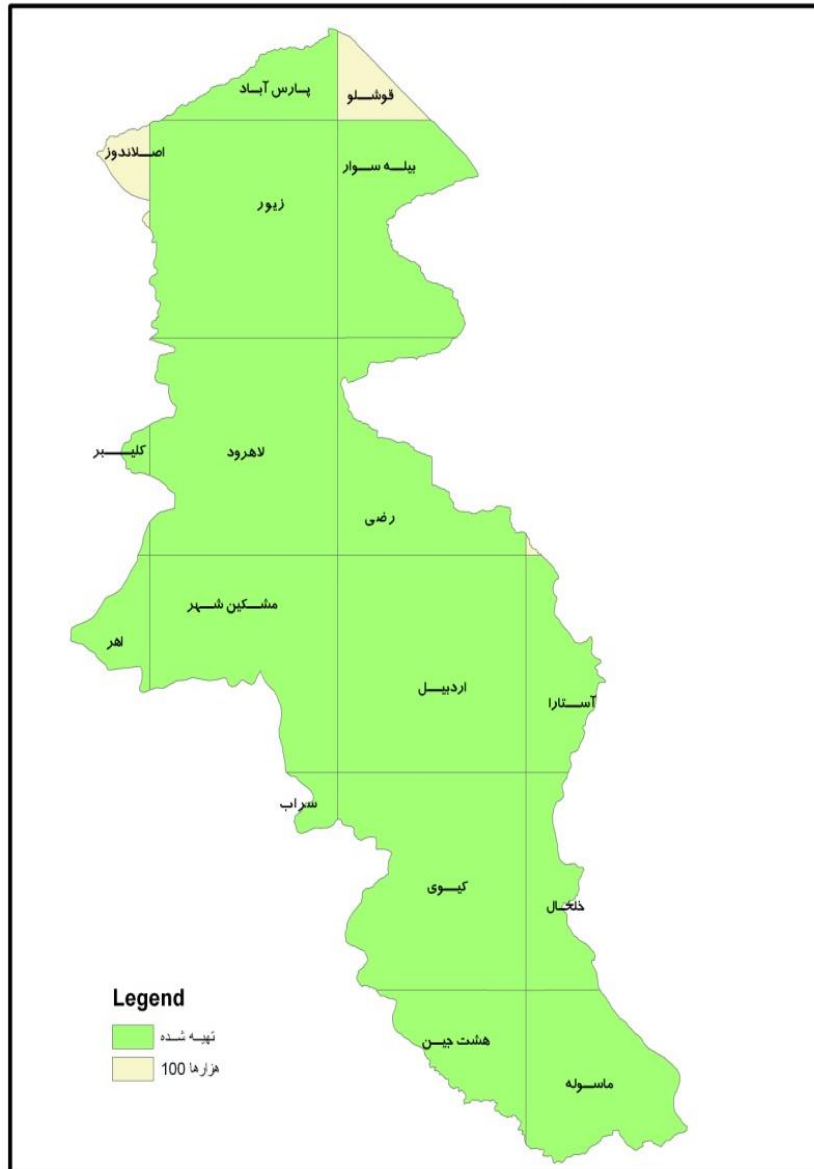 پارس آباد
قوشلو
اصلاندوز
بیله سوار
زیور
کلیبر
لاهرود
رضی
مشکین شهر
اهر
اردبیل
آستارا
سراب
کیوی
خلخال
هشت جین
ماسوله
Legend
تهیه شده
100 هزارها